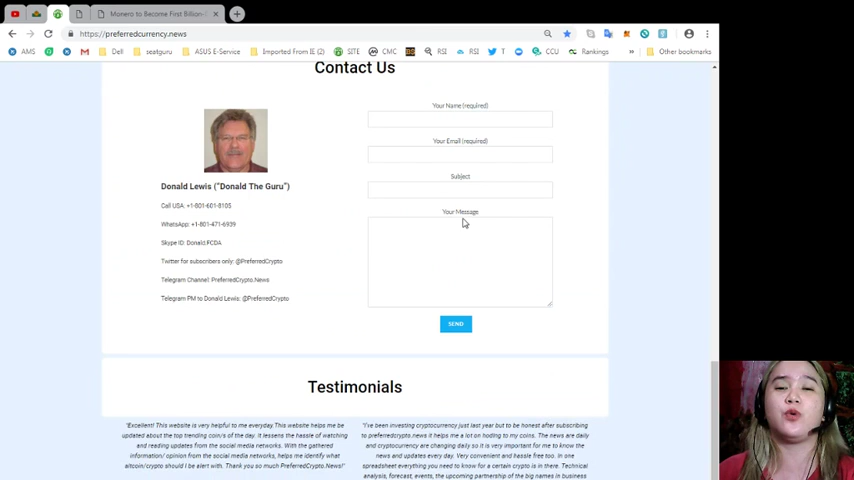 Monero to Become First Billion-
https://preferredcurrency.news
AMS
Dell
seatguru
ASUS E-Service
Imported From IE (2)
SITE
CMC
RSI
RSI
T
CCU
Rankings
Other bookmarks
Contact Us
Donald Lewis ("Donald The Guru")
Call USA: +1-801-601-8105
WhatsApp: +1-801-471-6939
Skype ID: Donald.FCDA
Twitter for subscribers only: @PreferredCrypto
Telegram Channel: PreferredCrypto.News
Telegram PM to Donald Lewis: @PreferredCrypto
Your Name (required)
Your Email (required)
Subject
Your Message
SEND
Testimonials
"Excellent! This website is very helpful to me everyday.This website helps me
updated about the top trending coin/s of the day. It lessens the hassle of watching
and reading updates from the social media networks. With the gathered
information/ opinion from the social media networks, helps me identify what
altcoin/crypto should I be alert with. Thank you so much PreferredCrypto.News!"
"I've been investing cryptocurrency just last year but to be honest after subscribing
to preferredcrypto.news it helps me a lot on hodling to my coins. The news are daily
and cryptocurrency are changing daily so it is very important for me to know the
news and updates every day. Very convenient and hassle free too. In one
spreadsheet everything you need to know for a certain crypto is in there. Technical
analysis, forecast, events, the upcoming partnership of the big names in business